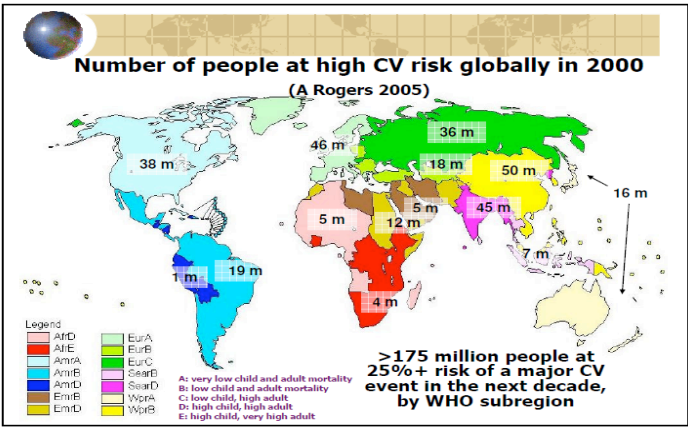 Number of people at high CV risk globally in 2000
(A Rogers 2005)
36 m
46 m
38 m
18 m
50 m
16 m
5 m
5 m
45 m
12 m
7 m
1 m
19 m
4 m
Legend
AfrD
AfrE
AmrA
AmrB
AmrD
EmrB
EmrD
EurA
EurB
EurC
SearB
SearD
WprA
WprB
A: very low child and adult mortality
B: low child and adult mortality
C: low child, high adult
D: high child, high adult
E: high child, very high adult
>175 million people at
25%+ risk of a major CV
event in the next decade,
by WHO subregion